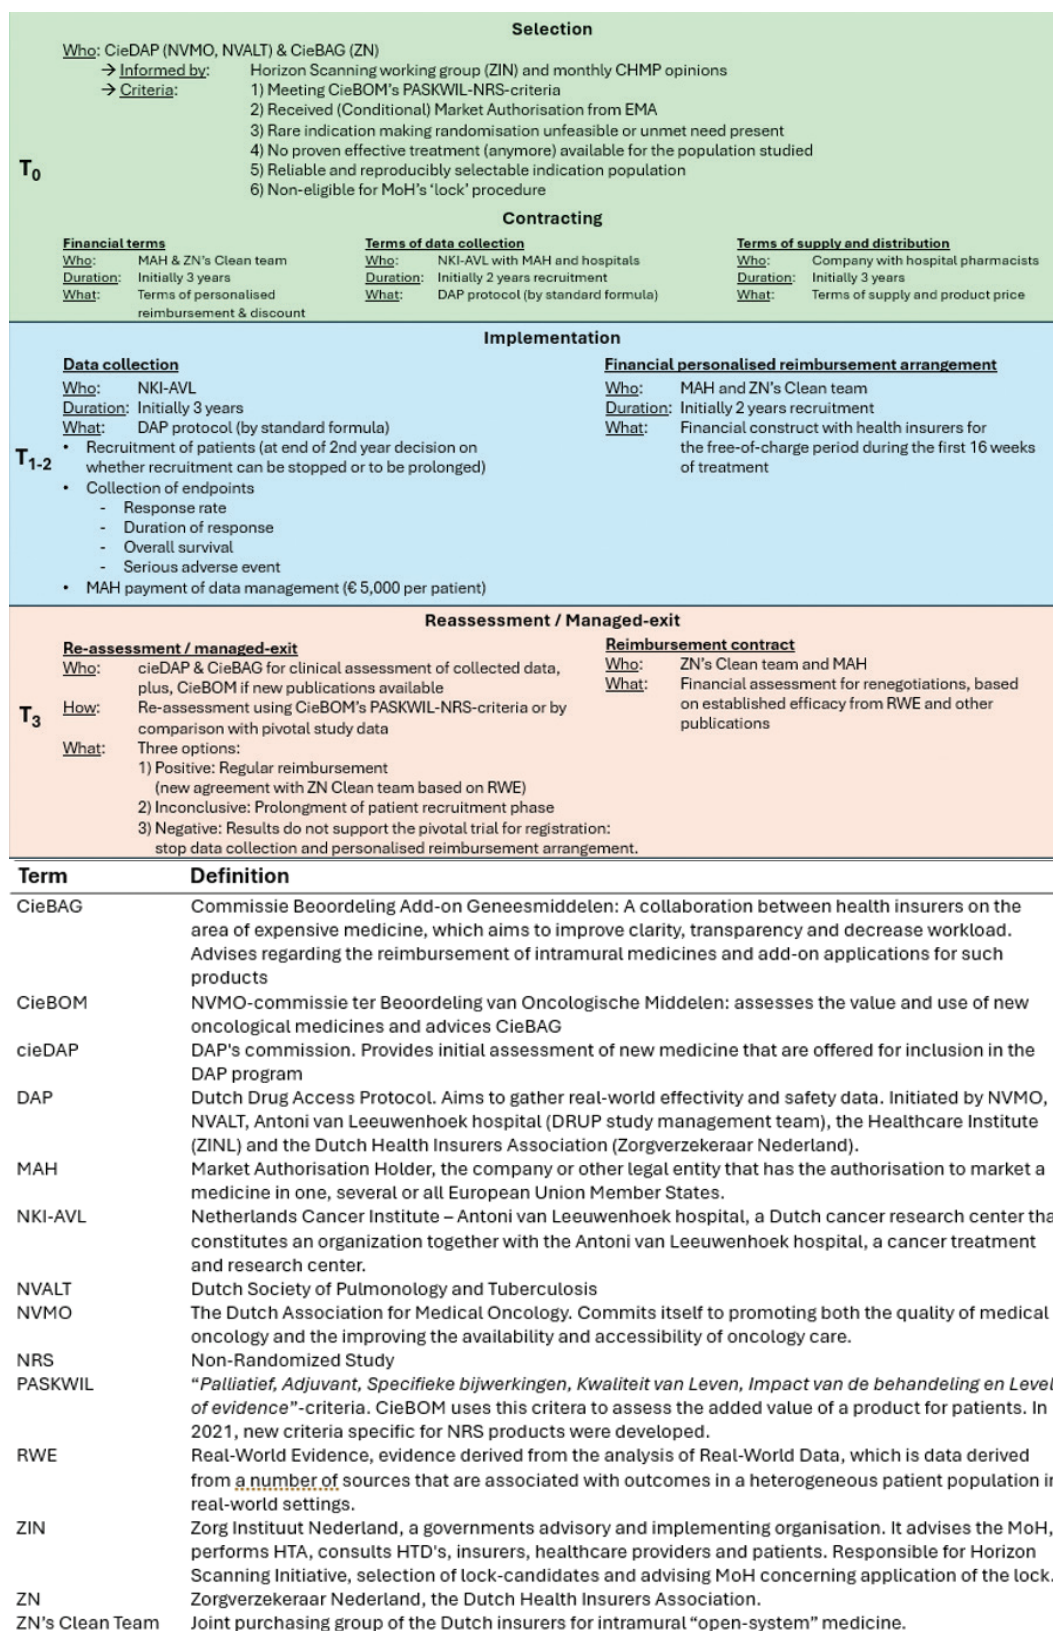 Selection
Who: CieDAP (NVMO, NVALT) & CieBAG (ZN)
→ Informed by: Horizon Scanning working group (ZIN) and monthly CHMP opinions
→ Criteria: 1) Meeting CieBOM's PASKWIL-NRS-criteria
2) Received (Conditional) Market Authorisation from EMA
3) Rare indication making randomisation unfeasible or unmet need present
4) No proven effective treatment (anymore) available for the population studied
5) Reliable and reproducibly selectable indication population
6) Non-eligible for MoH's 'lock' procedure
T0
Contracting
Financial terms
Who: MAH & ZN's Clean team
Duration: Initially 3 years
What: Terms of personalised
reimbursement & discount
Terms of data collection
Who: NKI-AVL with MAH and hospitals
Duration: Initially 2 years recruitment
What: DAP protocol (by standard formula)
Terms of supply and distribution
Who: Company with hospital pharmacists
Duration: Initially 3 years
What: Terms of supply and product price
Implementation
T1-2
Data collection
Who: NKI-AVL
Duration: Initially 3 years
What: DAP protocol (by standard formula)
• Recruitment of patients (at end of 2nd year decision on
whether recruitment can be stopped or to be prolonged)
• Collection of endpoints
- Response rate
- Duration of response
- Overall survival
- Serious adverse event
• MAH payment of data management (€ 5,000 per patient)
Financial personalised reimbursement arrangement
Who: MAH and ZN's Clean team
Duration: Initially 2 years recruitment
What: Financial construct with health insurers for
the free-of-charge period during the first 16 weeks
of treatment
Reassessment / Managed-exit
T3
Re-assessment / managed-exit
Who: cieDAP & CieBAG for clinical assessment of collected data,
plus, CieBOM if new publications available
How: Re-assessment using CieBOM's PASKWIL-NRS-criteria or by
comparison with pivotal study data
What: Three options:
1) Positive: Regular reimbursement
(new agreement with ZN Clean team based on RWE)
2) Inconclusive: Prolongment of patient recruitment phase
3) Negative: Results do not support the pivotal trial for registration:
stop data collection and personalised reimbursement arrangement.
Reimbursement contract
Who: ZN's Clean team and MAH
What: Financial assessment for renegotiations, based
on established efficacy from RWE and other
publications
Term Definition
CieBAG Commissie Beoordeling Add-on Geneesmiddelen: A collaboration between health insurers on the
area of expensive medicine, which aims to improve clarity, transparency and decrease workload.
Advises regarding the reimbursement of intramural medicines and add-on applications for such
products
CieBOM NVMO-commissie ter Beoordeling van Oncologische Middelen: assesses the value and use of new
oncological medicines and advices CieBAG
cieDAP DAP's commission. Provides initial assessment of new medicine that are offered for inclusion in the
DAP program
DAP Dutch Drug Access Protocol. Aims to gather real-world effectivity and safety data. Initiated by NVMO,
NVALT, Antoni van Leeuwenhoek hospital (DRUP study management team), the Healthcare Institute
(ZINL) and the Dutch Health Insurers Association (Zorgverzekeraar Nederland).
MAH Market Authorisation Holder, the company or other legal entity that has the authorisation to market a
medicine in one, several or all European Union Member States.
NKI-AVL Netherlands Cancer Institute – Antoni van Leeuwenhoek hospital, a Dutch cancer research center tha
constitutes an organization together with the Antoni van Leeuwenhoek hospital, a cancer treatment
and research center.
NVALT Dutch Society of Pulmonology and Tuberculosis
NVMO The Dutch Association for Medical Oncology. Commits itself to promoting both the quality of medical
oncology and the improving the availability and accessibility of oncology care.
NRS Non-Randomized Study
PASKWIL "Palliatief, Adjuvant, Specifieke bijwerkingen, Kwaliteit van Leven, Impact van de behandeling en Level
of evidence"-criteria. CieBOM uses this critera to assess the added value of a product for patients. In
2021, new criteria specific for NRS products were developed.
RWE Real-World Evidence, evidence derived from the analysis of Real-World Data, which is data derived
from a number of sources that are associated with outcomes in a heterogeneous patient population in
real-world settings.
ZIN Zorg Instituut Nederland, a governments advisory and implementing organisation. It advises the MoH,
performs HTA, consults HTD's, insurers, healthcare providers and patients. Responsible for Horizon
Scanning Initiative, selection of lock-candidates and advising MoH concerning application of the lock.
ZN Zorgverzekeraar Nederland, the Dutch Health Insurers Association.
ZN's Clean Team Joint purchasing group of the Dutch insurers for intramural "open-system" medicine.